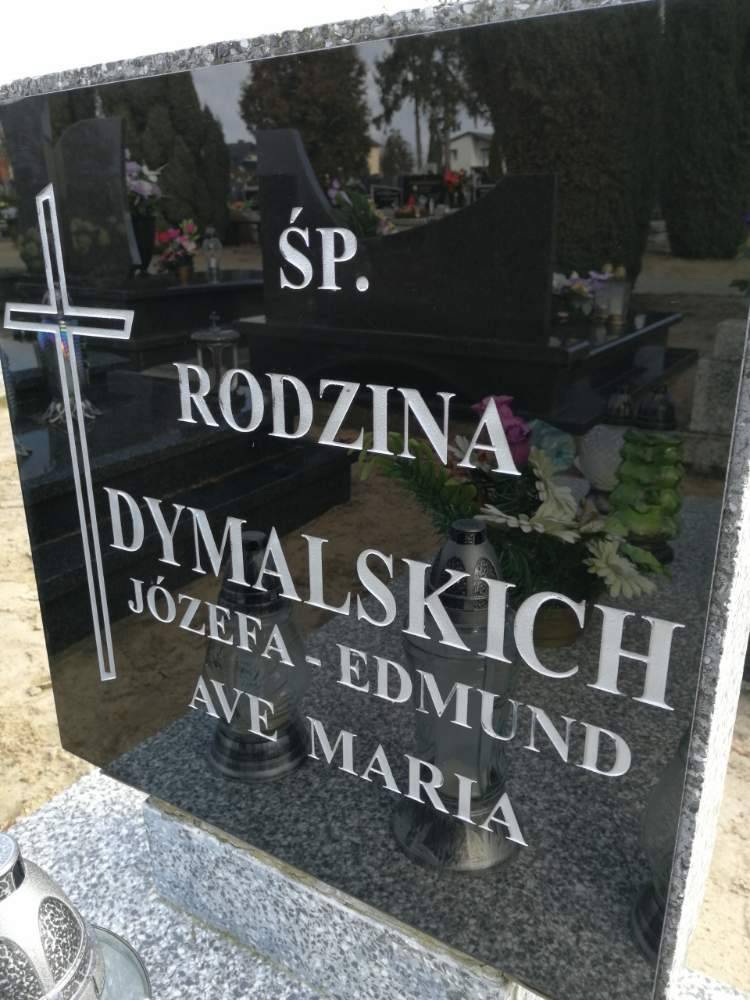 ŚP.
RODZINA
DYMALSKICH
JÓZEFA - EDMUND
AVE MARIA